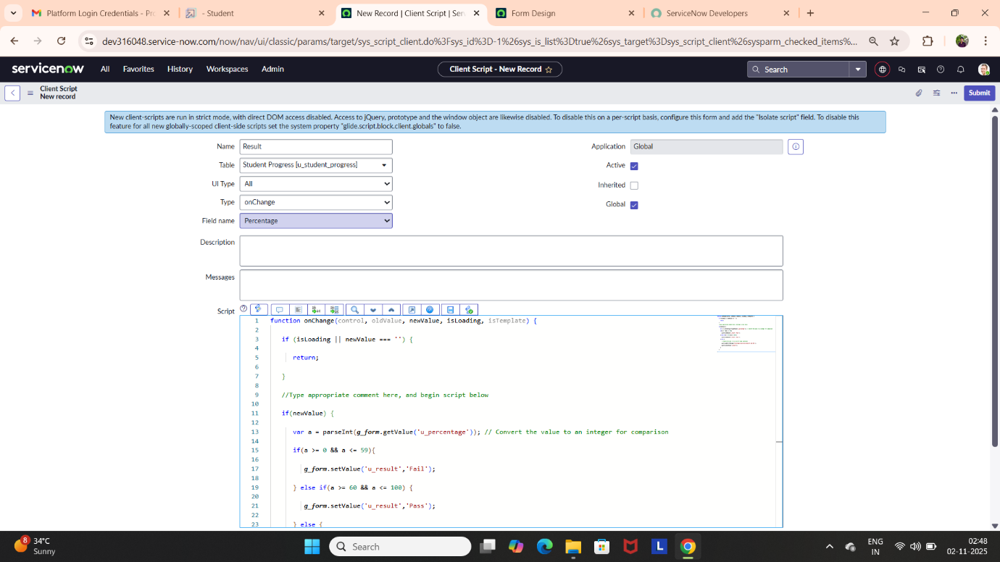 Platform Login Credentials - Pro
- Student
New Record | Client Script | Serv
Form Design
ServiceNow Developers
dev316048.service-now.com/now/nav/ui/classic/params/target/sys_script_client.do%3Fsys_id%3D-1%26sys_is_list%3Dtrue%26sys_target%3Dsys_script_client%26sysparm_checked_items%...
servicenow
All
Favorites
History
Workspaces
Admin
Client Script - New Record
Search
Client Script
New record
Submit
New client-scripts are run in strict mode, with direct DOM access disabled. Access to jQuery, prototype and the window object are likewise disabled. To disable this on a per-script basis, configure this form and add the "Isolate script" field. To disable this
feature for all new globally-scoped client-side scripts set the system property "glide.script.block.client.globals" to false.
Name Result
Application Global
Table Student Progress [u_student_progress]
Active
UI Type All
Inherited
Type onChange
Global
Field name Percentage
Description
Messages
Script
1 function onChange(control, oldValue, newValue, isLoading, isTemplate) {
2
3 if (isLoading || newValue === '') {
4
5 return;
6
7 }
8
9 //Type appropriate comment here, and begin script below
10
11 if(newValue) {
12
13 var a = parseInt(g_form.getValue('u_percentage')); // Convert the value to an integer for comparison
14
15 if(a >= 0 && a <= 59){
16
17 g_form.setValue('u_result','Fail');
18
19 } else if(a >= 60 && a <= 100) {
20
21 g_form.setValue('u_result','Pass');
22
23 } else {
8
34°C
Sunny
Search
L
ENG
IN
02:48
02-11-2025